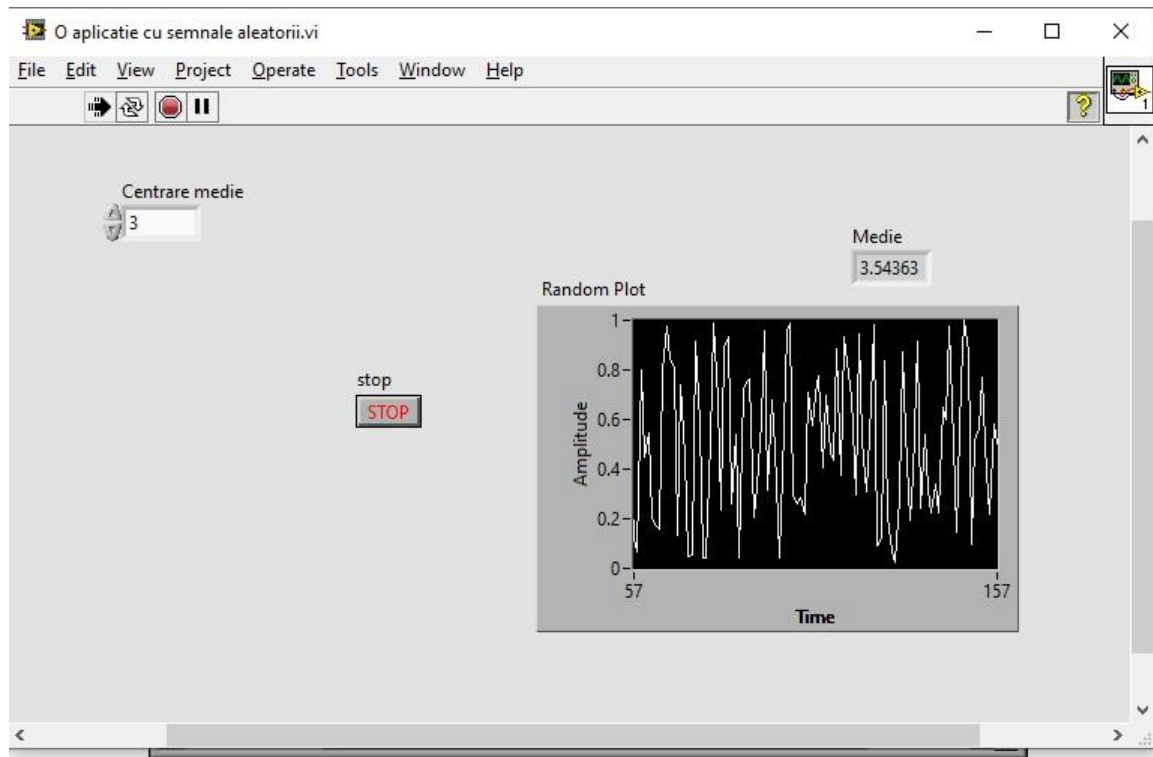 O aplicatie cu semnale aleatorii.vi
File Edit View Project Operate Tools Window Help
1
Centrare medie
3
Medie
3.54363
Random Plot
stop
STOP
Amplitude
1
0.8
0.6
0.4
0.2
0
57 157
Time